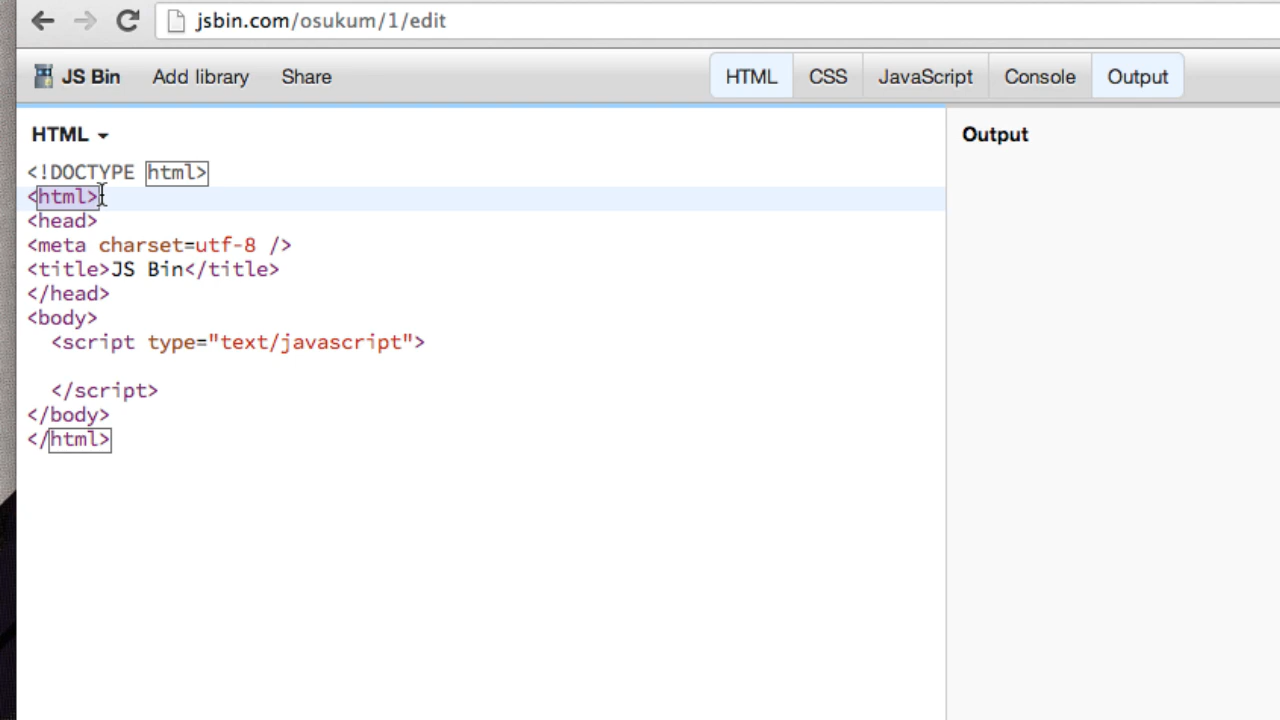 jsbin.com/osukum/1/edit
JS Bin Add library Share HTML CSS JavaScript Console Output
HTML
Output
<!DOCTYPE html>
<html>
<head>
<meta charset=utf-8 />
<title>JS Bin</title>
</head>
<body>
  <script type="text/javascript">
  </script>
</body>
</html>